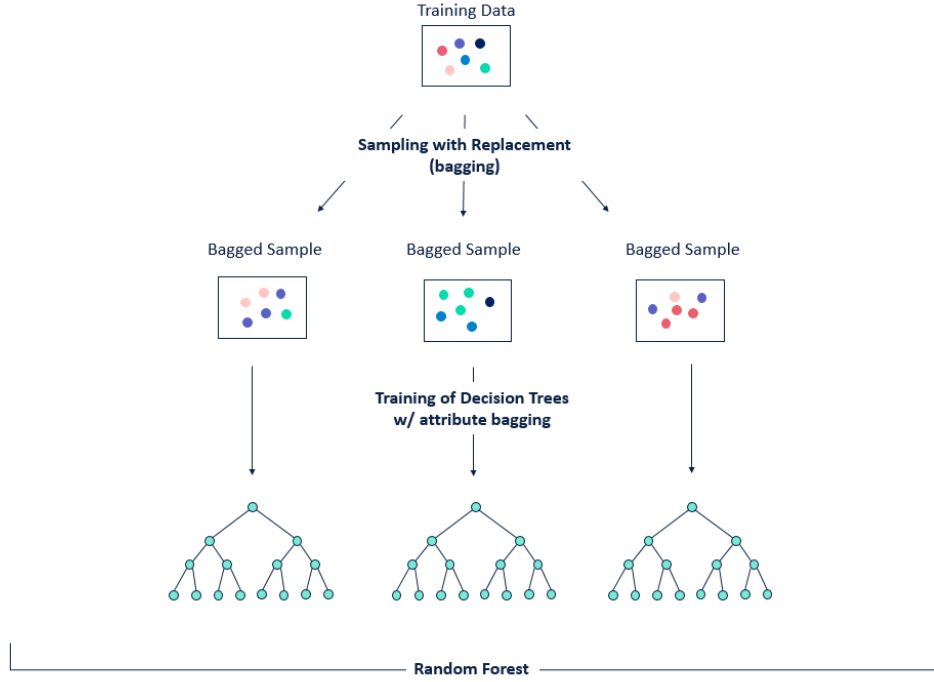 Training Data
Sampling with Replacement
(bagging)
Bagged Sample
Bagged Sample
Bagged Sample
Training of Decision Trees
w/ attribute bagging
Random Forest